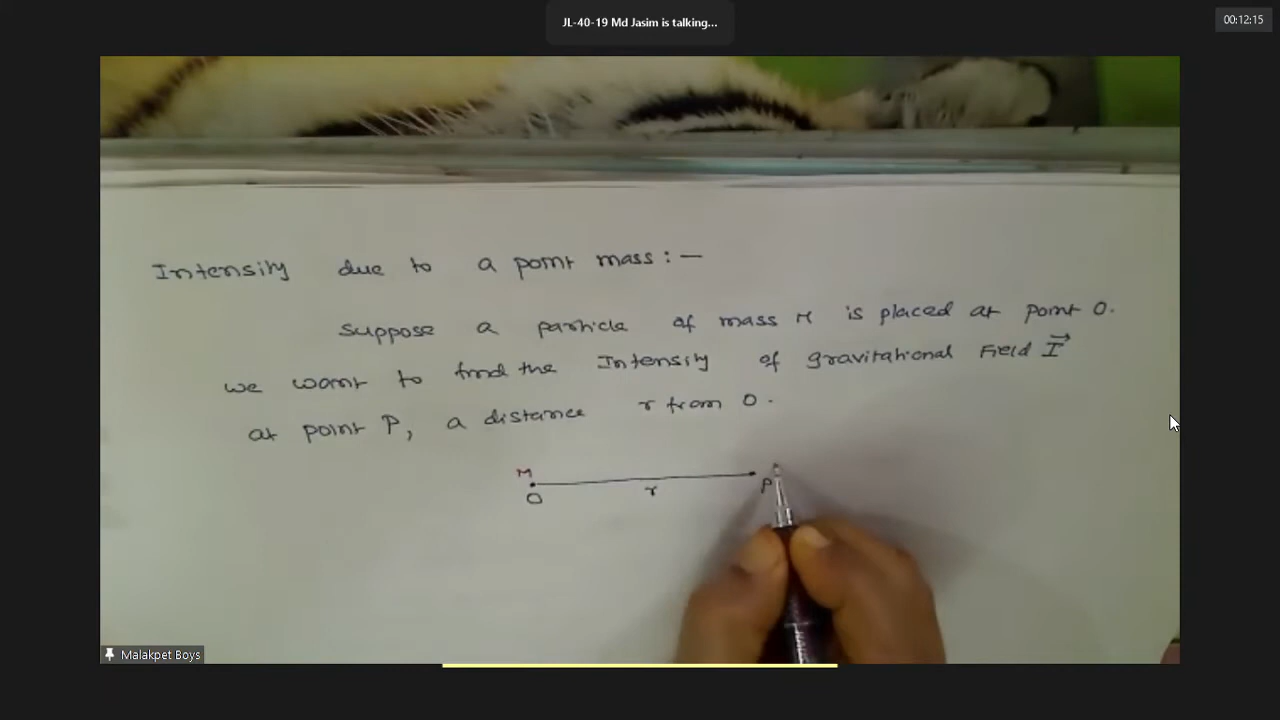 JL-40-19 Md Jasim is talking...
00:12:15
Intensity due to a point mass:-
Suppose a particle of mass M is placed at point O.
we want to find the Intensity of gravitational Field I⃗
at point P, a distance r from O.
M
O
r
P
Malakpet Boys